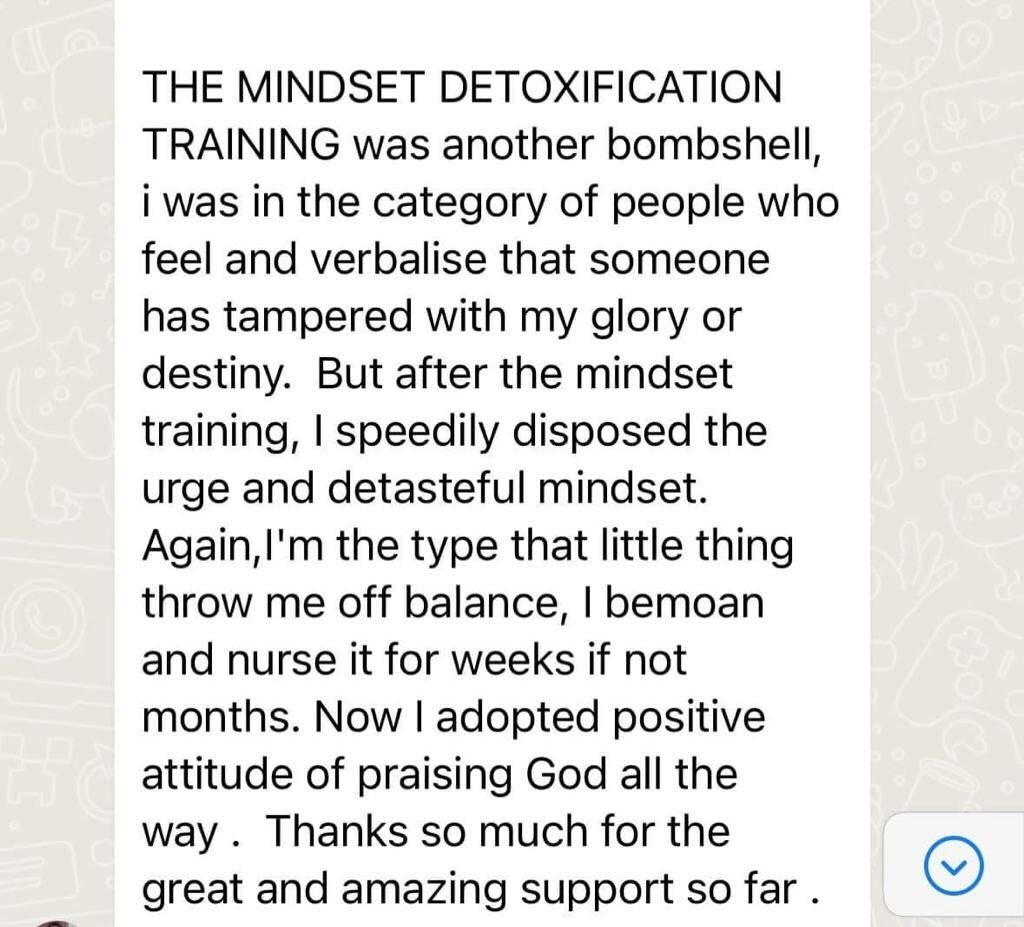 THE MINDSET DETOXIFICATION
TRAINING was another bombshell,
i was in the category of people who
feel and verbalise that someone
has tampered with my glory or
destiny.  But after the mindset
training, I speedily disposed the
urge and detasteful mindset.
Again,I'm the type that little thing
throw me off balance, I bemoan
and nurse it for weeks if not
months. Now I adopted positive
attitude of praising God all the
way .  Thanks so much for the
great and amazing support so far .